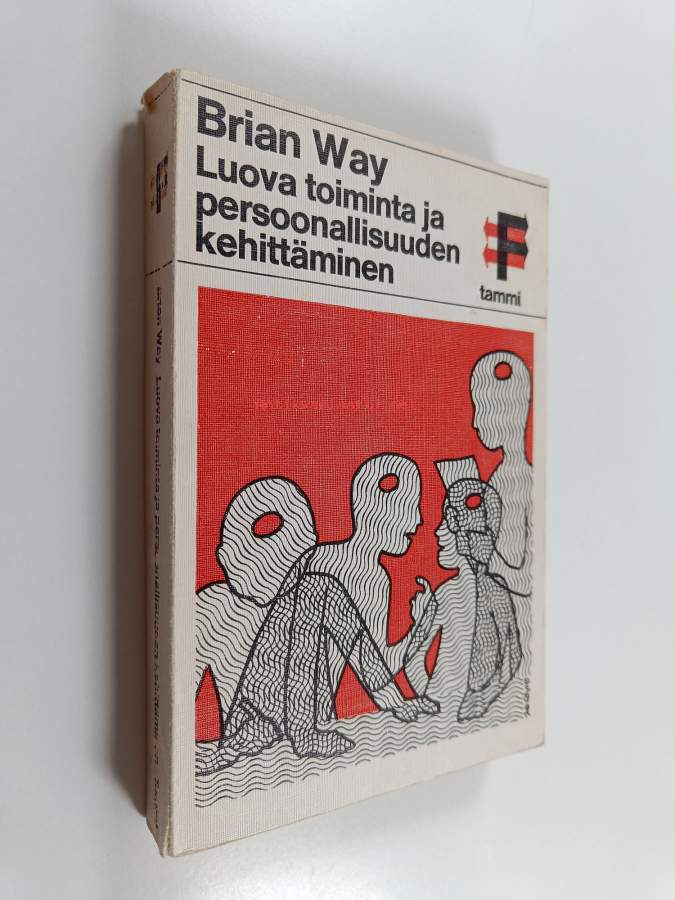 Brian Way
Luova toiminta ja
persoonallisuuden
kehittäminen
F
tammi
Brian Way Luova toiminta ja persoonallisuuden kehittäminen